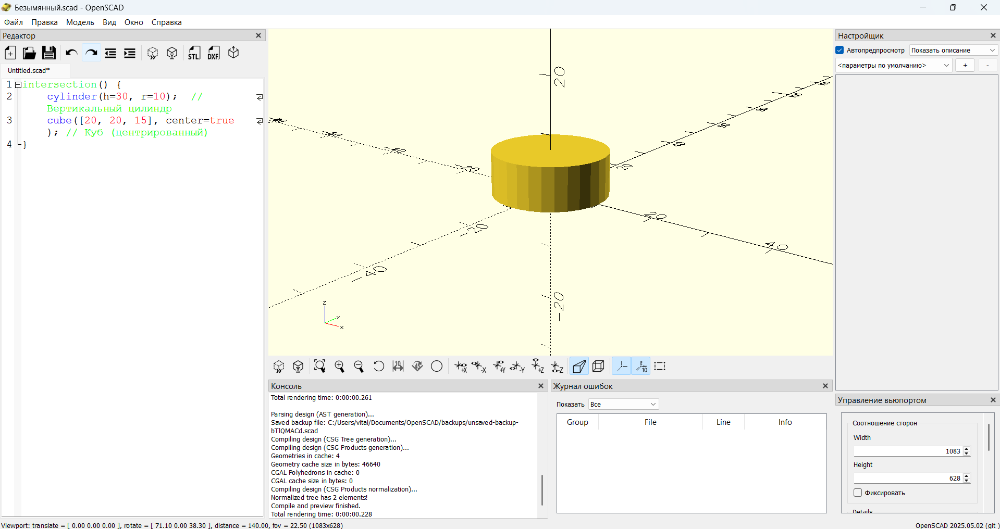 Безымянный.scad - OpenSCAD
Файл Правка Модель Вид Окно Справка
Редактор
STL DXF
Untitled.scad*
1 intersection() {
2 cylinder(h=30, r=10); //
Вертикальный цилиндр
3 cube([20, 20, 15], center=true
); // Куб (центрированный)
4 }
20
20
40
-20
-40
-20
20
40
Z
Y
X
10 45 +X -X +Y -Y +Z -Z 10
Консоль
Total rendering time: 0:00:00.261
Parsing design (AST generation)...
Saved backup file: C:/Users/vital/Documents/OpenSCAD/backups/unsaved-backup-
bTlQMACd.scad
Compiling design (CSG Tree generation)...
Compiling design (CSG Products generation)...
Geometries in cache: 4
Geometry cache size in bytes: 46640
CGAL Polyhedrons in cache: 0
CGAL cache size in bytes: 0
Compiling design (CSG Products normalization)...
Normalized tree has 2 elements!
Compile and preview finished.
Total rendering time: 0:00:00.228
Журнал ошибок
Показать Все
Group File Line Info
Настройщик
Автопредпросмотр Показать описание
<параметры по умолчанию> + -
Управление вьюпортом
Соотношение сторон
Width
1083
Height
628
Фиксировать
Details
Viewport: translate = [ 0.00 0.00 0.00 ], rotate = [ 71.10 0.00 38.30 ], distance = 140.00, fov = 22.50 (1083x628)
OpenSCAD 2025.05.02 (git )